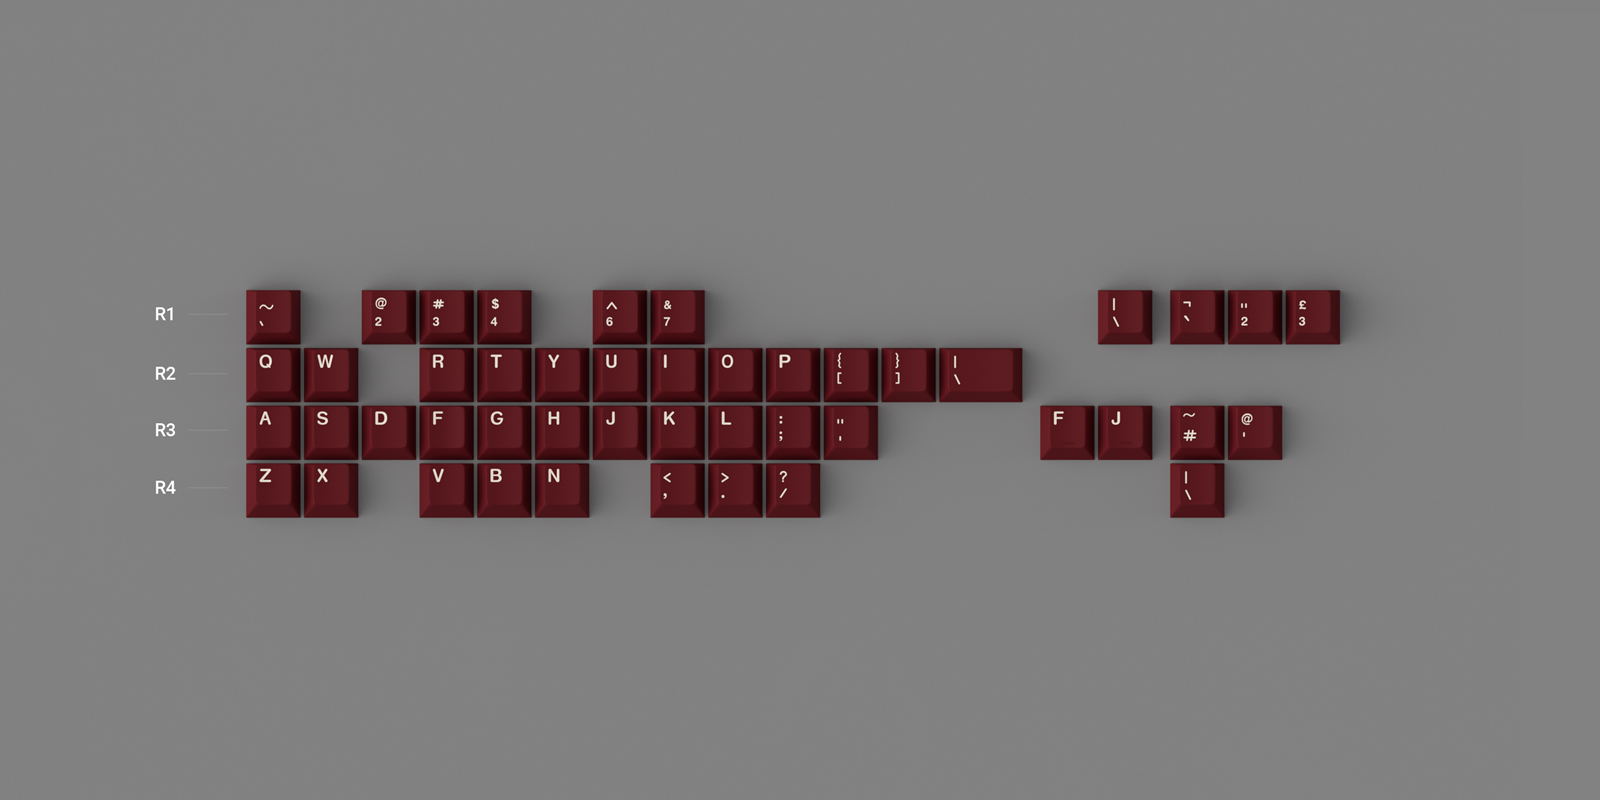 R1 ~ ` @ 2 # 3 $ 4 ^ 6 & 7 | \ ¬ ` " 2 £ 3
R2 Q W R T Y U I O P { [ } ] | \
R3 A S D F G H J K L : ; " ' F J ~ # @ '
R4 Z X V B N < , > . ? / | \